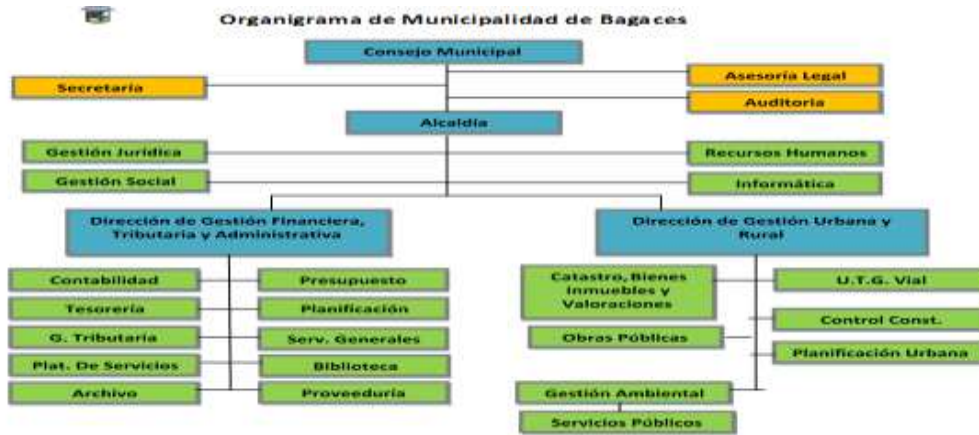 Organigrama de Municipalidad de Bagaces
Consejo Municipal
Asesoría Legal
Secretaría
Auditoria
Alcaldía
Gestión Jurídica
Recursos Humanos
Gestión Social
Informática
Dirección de Gestión Financiera,
Tributaria y Administrativa
Dirección de Gestión Urbana y
Rural
Contabilidad
Presupuesto
Tesorería
Planificación
G. Tributaria
Serv. Generales
Plat. De Servicios
Biblioteca
Archivo
Proveeduría
Catastro, Bienes
Inmuebles y
Valoraciones
U.T.G. Vial
Control Const.
Obras Públicas
Planificación Urbana
Gestión Ambiental
Servicios Públicos